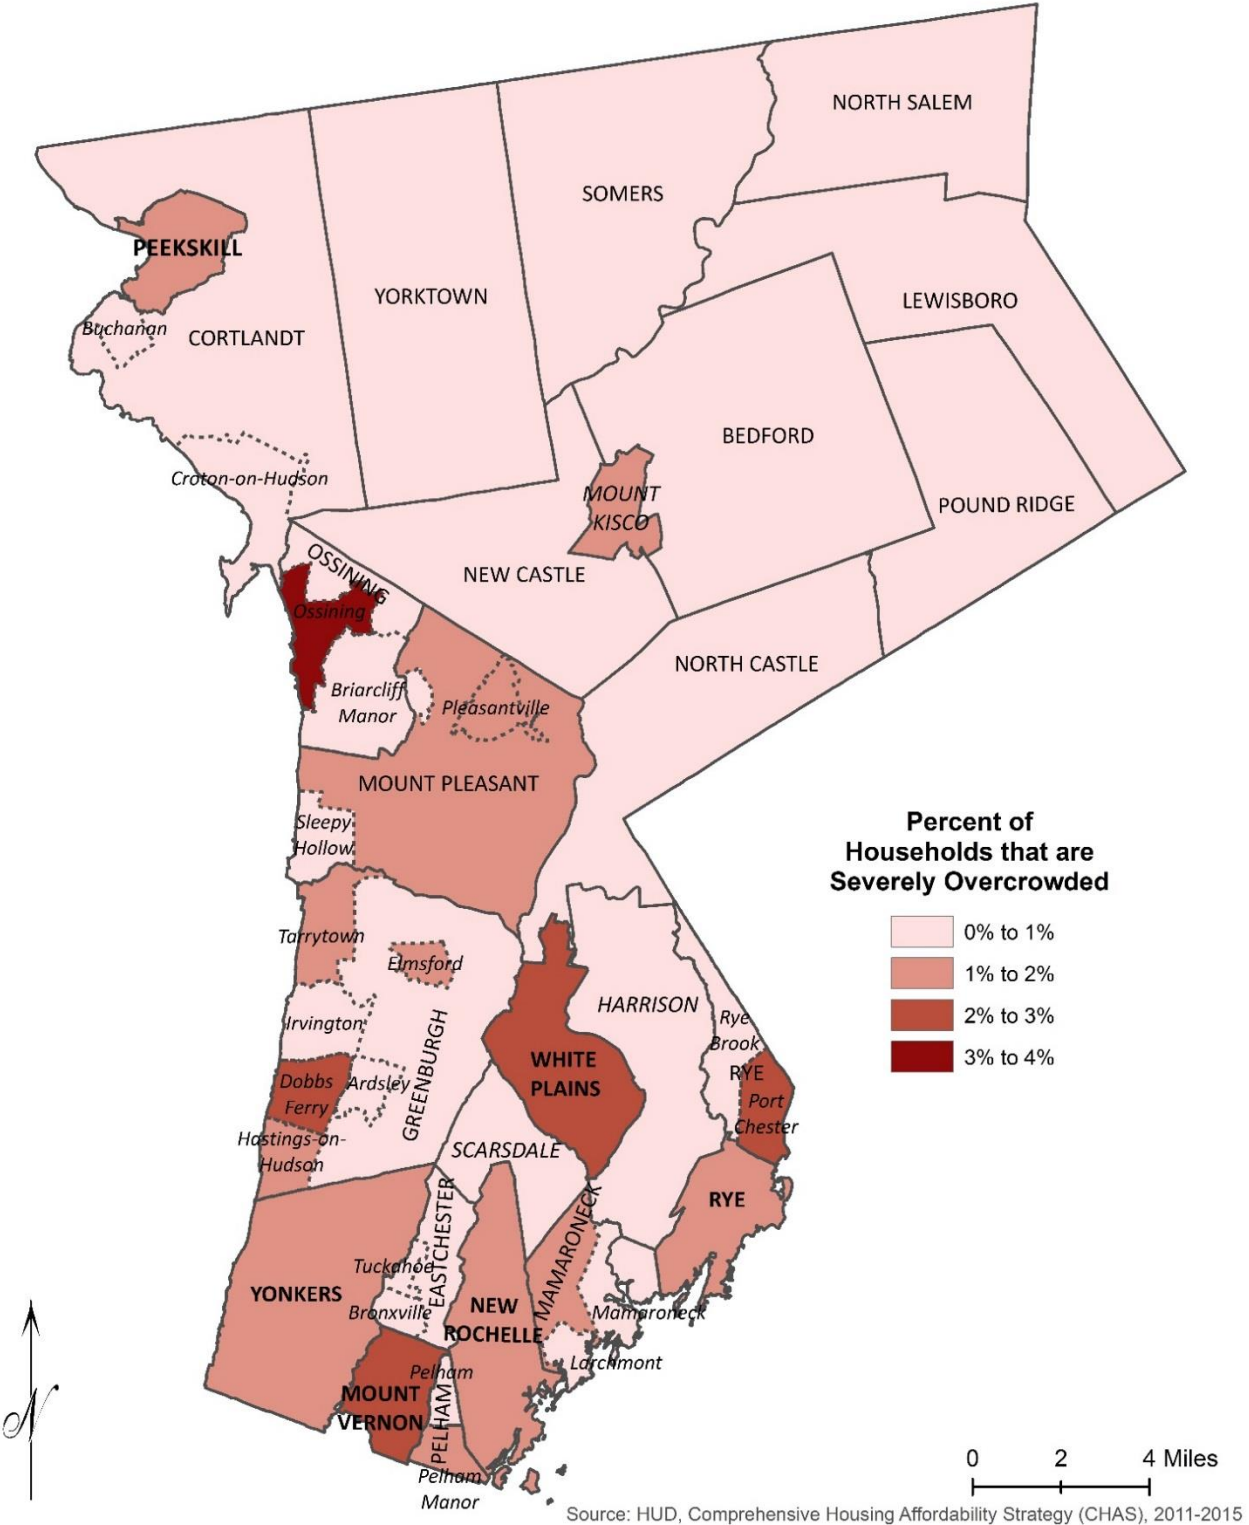 NORTH SALEM
SOMERS
PEEKSKILL
YORKTOWN
LEWISBORO
Buchanan
CORTLANDT
BEDFORD
Croton-on-Hudson
MOUNT
KISCO
POUND RIDGE
OSSINING
NEW CASTLE
Ossining
NORTH CASTLE
Briarcliff
Manor
Pleasantville
MOUNT PLEASANT
Sleepy
Hollow
Percent of
Households that are
Severely Overcrowded
0% to 1%
1% to 2%
2% to 3%
3% to 4%
Tarrytown
Elmsford
HARRISON
Irvington
Rye
Brook
GREENBURGH
WHITE
PLAINS
RYE
Dobbs
Ferry
Ardsley
Port
Chester
Hastings-on-
Hudson
SCARSDALE
RYE
EASTCHESTER
MAMARONECK
Tuckahoe
YONKERS
Bronxville
NEW
ROCHELLE
Mamaroneck
Larchmont
Pelham
MOUNT
VERNON
PELHAM
Pelham
Manor
N
0 2 4 Miles
Source: HUD, Comprehensive Housing Affordability Strategy (CHAS), 2011-2015